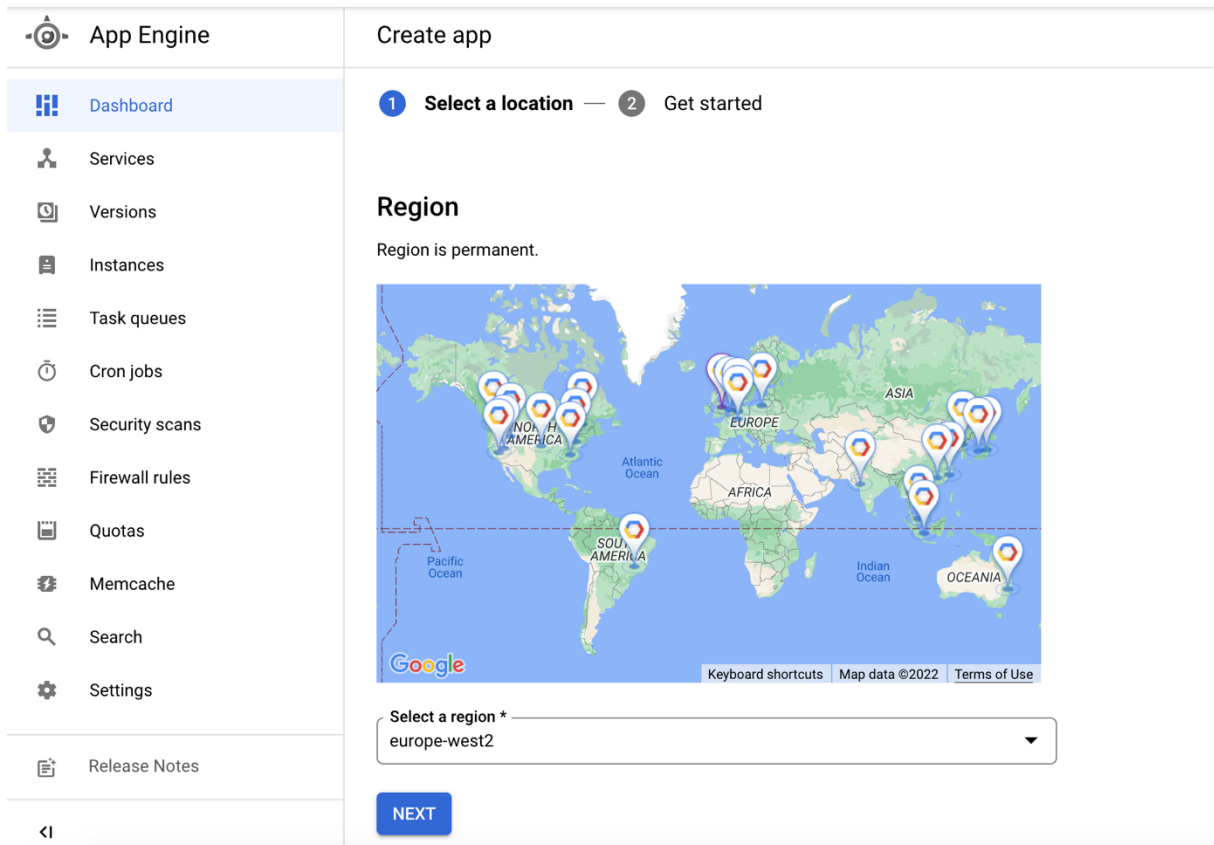 App Engine
Create app
Dashboard
Services
Versions
Instances
Task queues
Cron jobs
Security scans
Firewall rules
Quotas
Memcache
Search
Settings
Release Notes
1 Select a location — 2 Get started
Region
Region is permanent.
NORTH
AMERICA
Atlantic
Ocean
EUROPE
ASIA
AFRICA
SOUTH
AMERICA
Pacific
Ocean
Indian
Ocean
OCEANIA
Google
Keyboard shortcuts
Map data ©2022
Terms of Use
Select a region *
europe-west2
NEXT